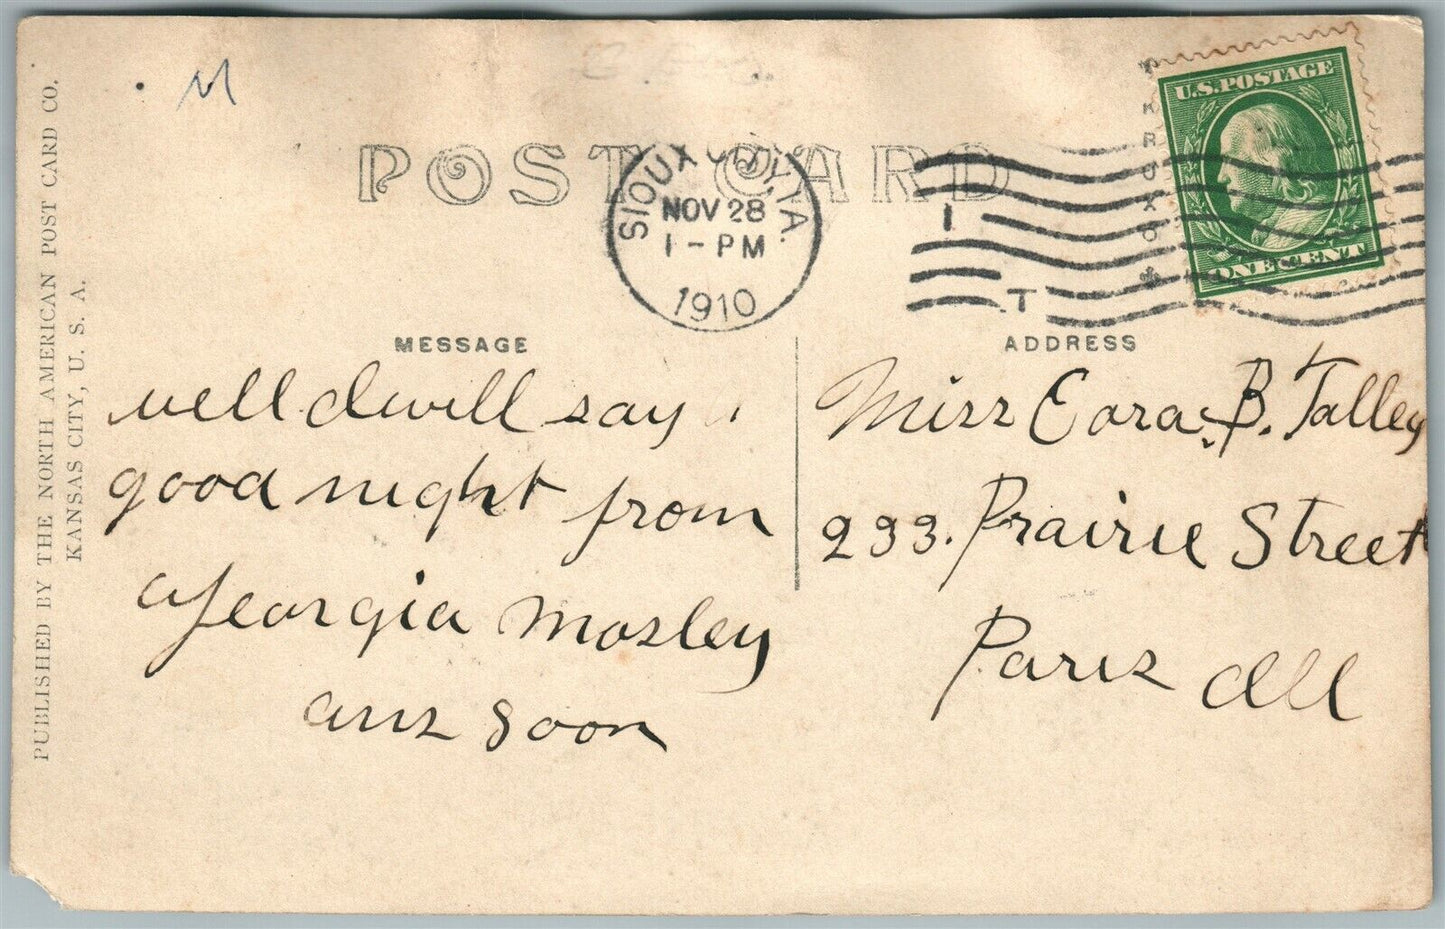 M
POST CARD
SIOUX CITY, IA.
NOV 28
1 - PM
1910
U.S. POSTAGE
ONE CENT
PUBLISHED BY THE NORTH AMERICAN POST CARD CO.
KANSAS CITY, U. S. A.
MESSAGE
well I will say
good night from
Georgia Mosley
ans soon
ADDRESS
Miss Eara. B. Talley
233. Prairie Street
Paris Ill